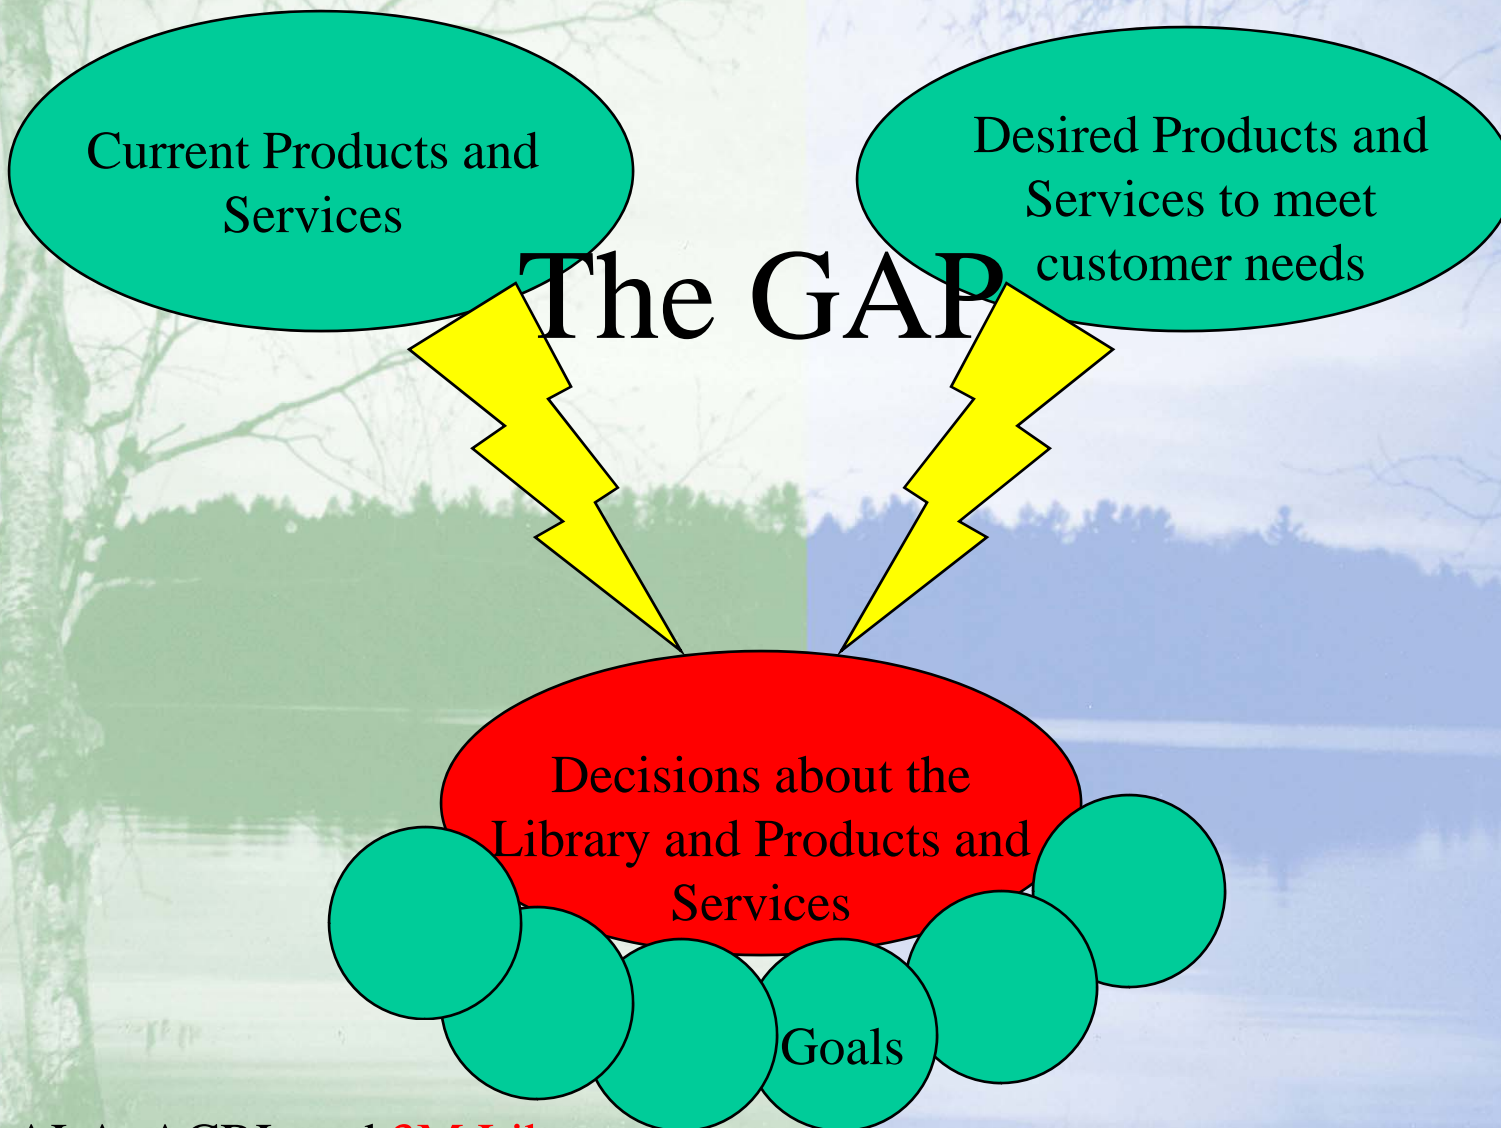 Current Products and
Services
Desired Products and
Services to meet
customer needs
The GAP
Decisions about the
Library and Products and
Services
Goals